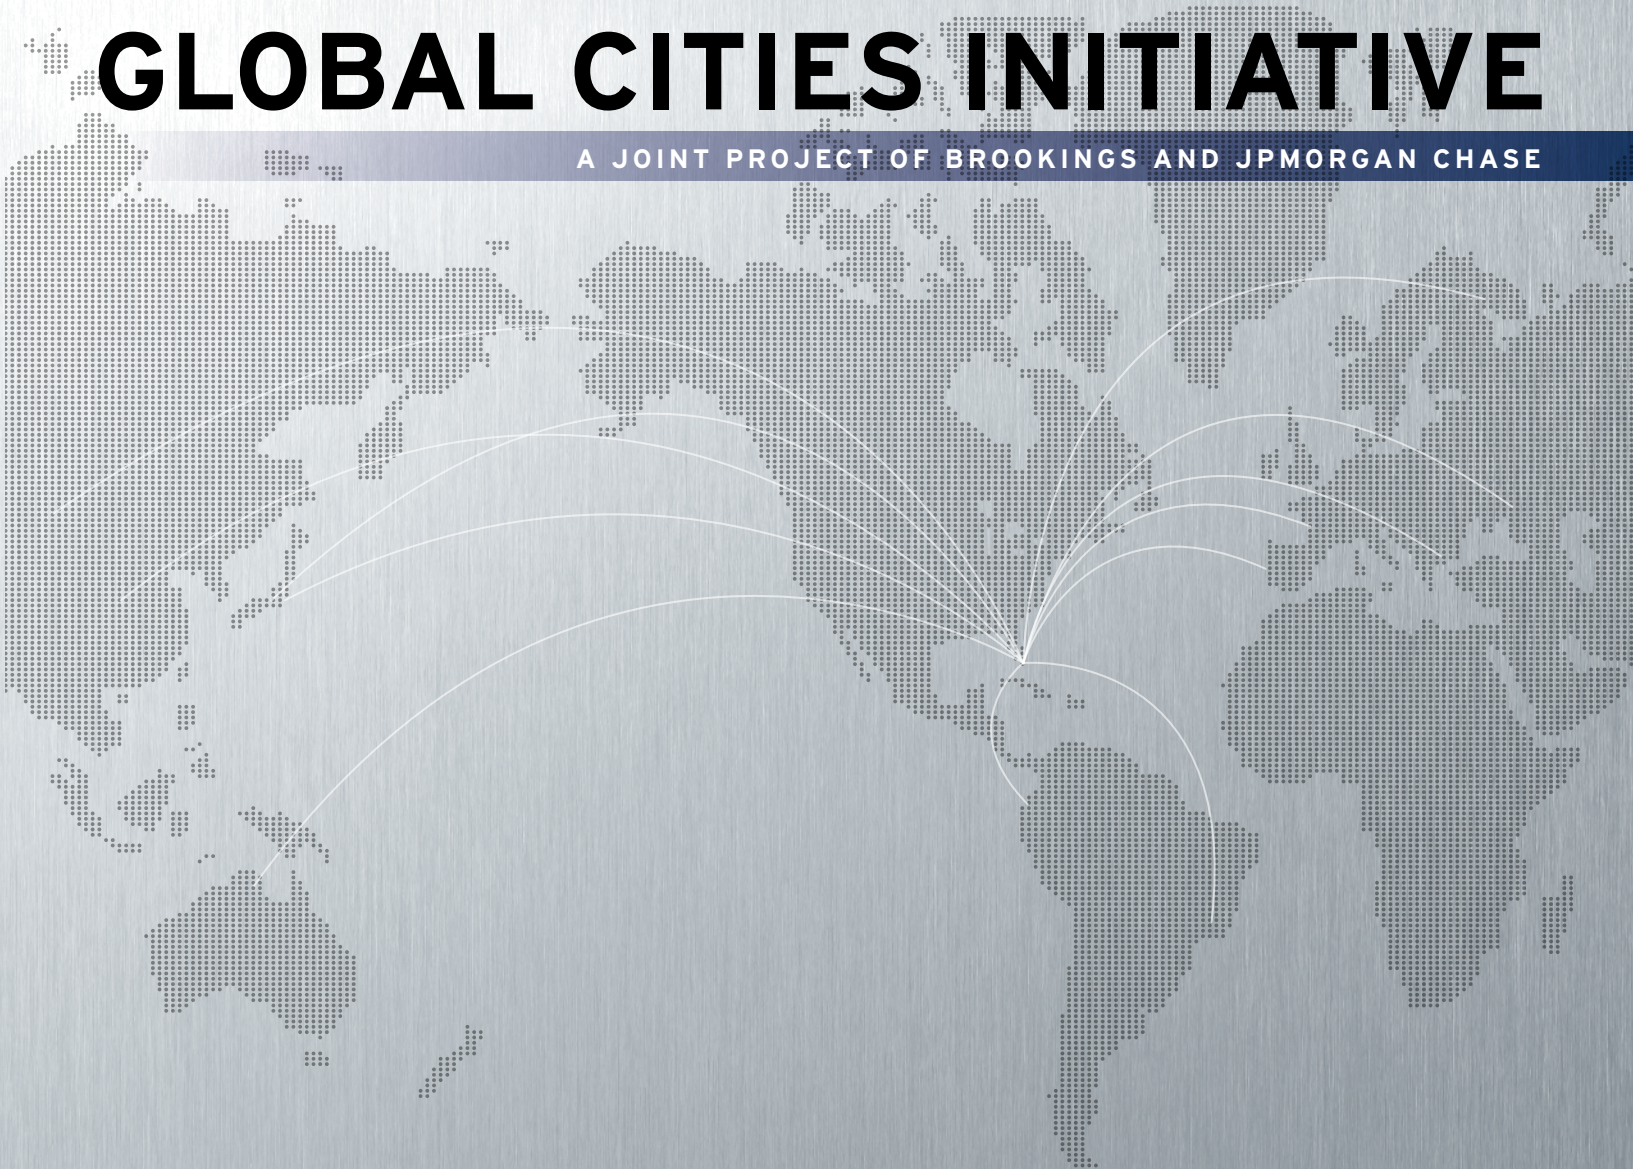 GLOBAL CITIES INITIATIVE
A JOINT PROJECT OF BROOKINGS AND JPMORGAN CHASE